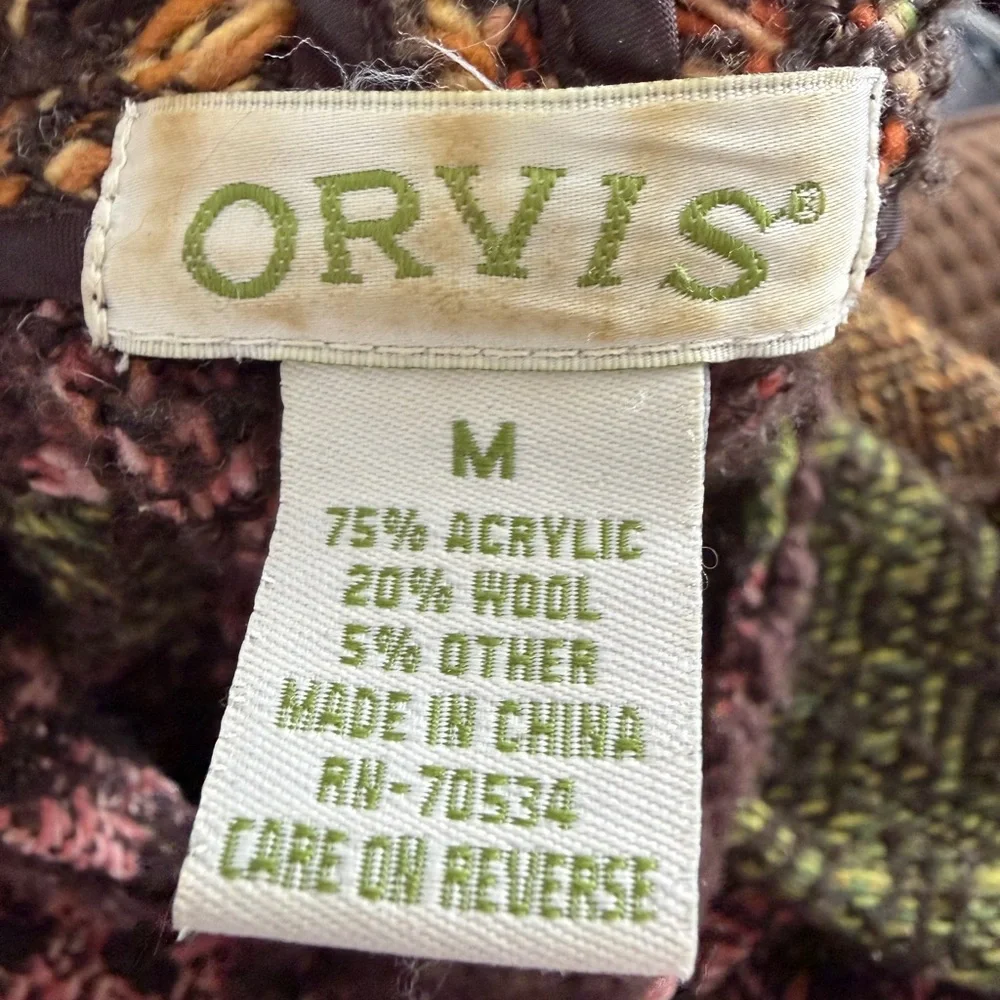 ORVIS®
M
75% ACRYLIC
20% WOOL
5% OTHER
MADE IN CHINA
RN-70534
CARE ON REVERSE